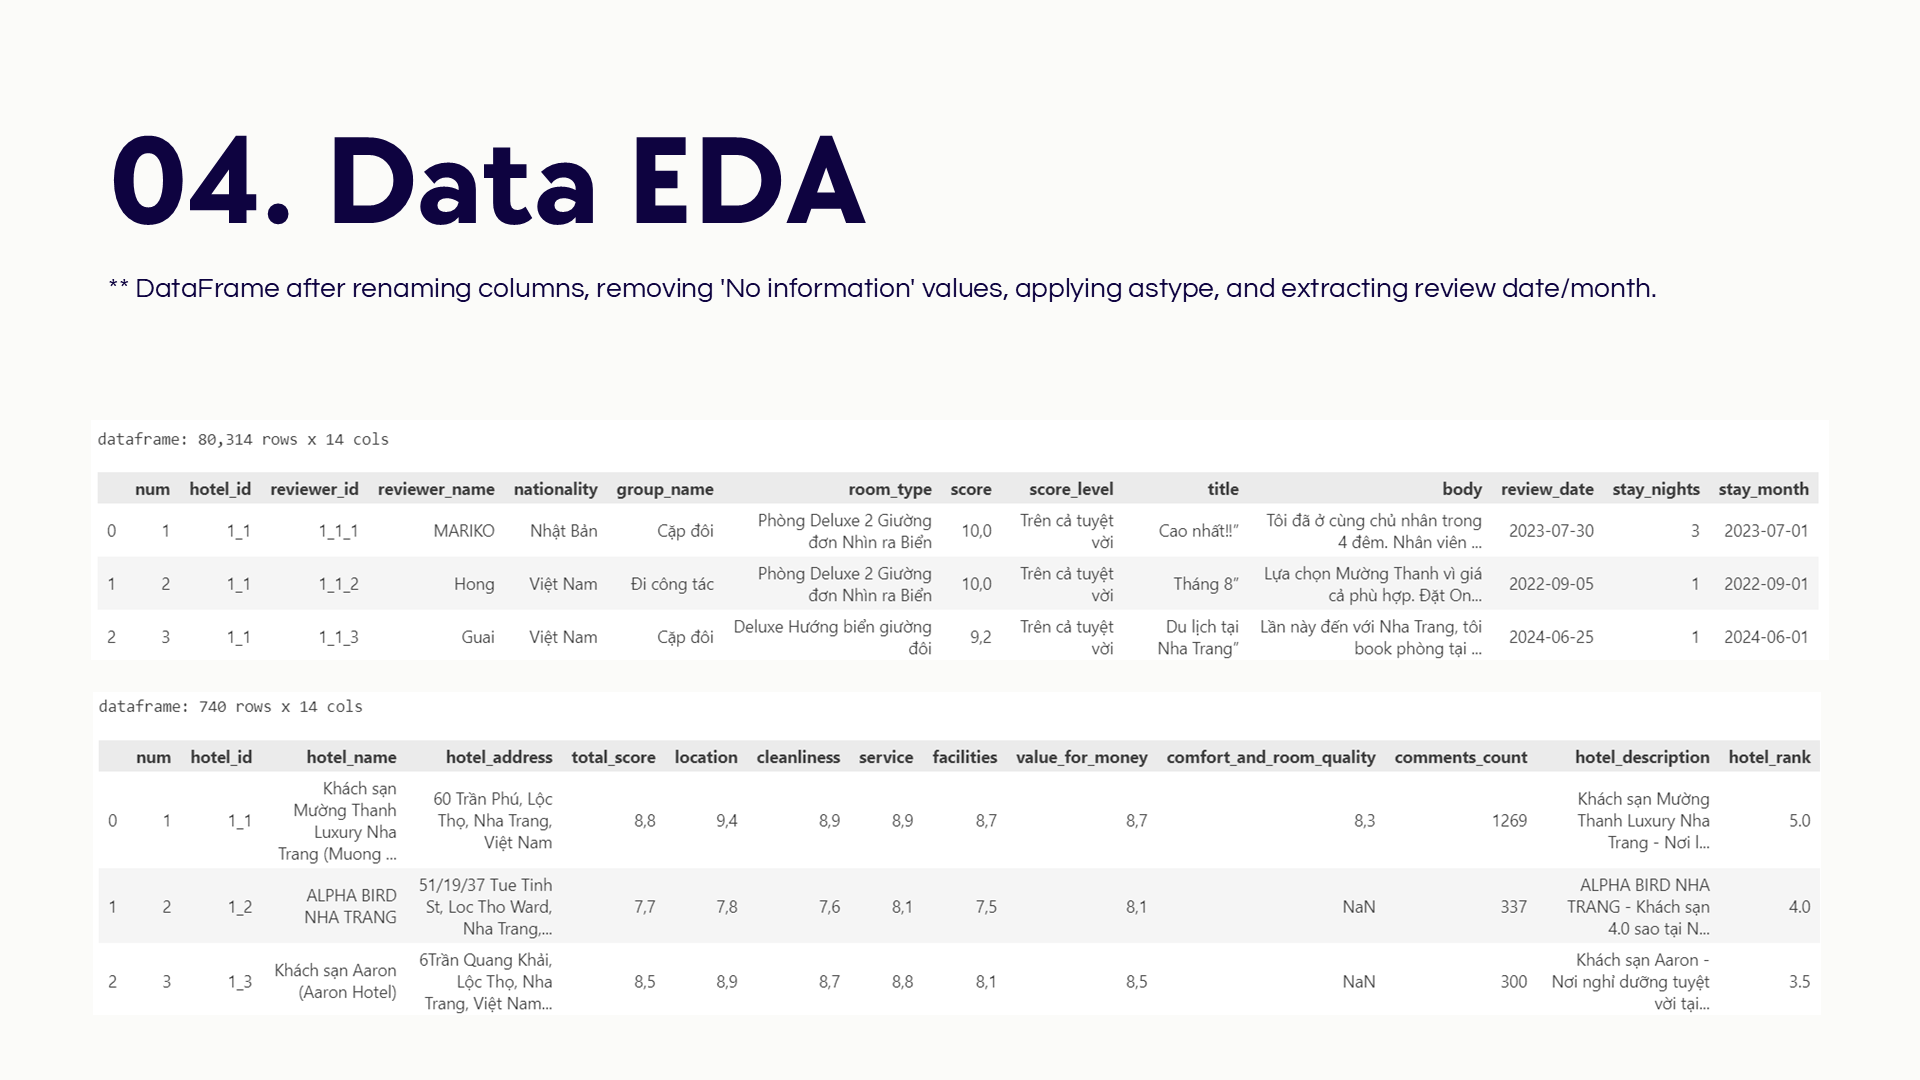 04. Data EDA
** DataFrame after renaming columns, removing 'No information' values, applying astype, and extracting review date/month.
dataframe: 80,314 rows x 14 cols
num hotel_id reviewer_id reviewer_name nationality group_name room_type score score_level title body review_date stay_nights stay_month
0 1 1_1 1_1_1 MARIKO Nhật Bản Cặp đôi Phòng Deluxe 2 Giường đơn Nhìn ra Biển 10,0 Trên cả tuyệt vời Cao nhất!!” Tôi đã ở cùng chủ nhân trong 4 đêm. Nhân viên ... 2023-07-30 3 2023-07-01
1 2 1_1 1_1_2 Hong Việt Nam Đi công tác Phòng Deluxe 2 Giường đơn Nhìn ra Biển 10,0 Trên cả tuyệt vời Tháng 8” Lựa chọn Mường Thanh vì giá cả phù hợp. Đặt On... 2022-09-05 1 2022-09-01
2 3 1_1 1_1_3 Guai Việt Nam Cặp đôi Deluxe Hướng biển giường đôi 9,2 Trên cả tuyệt vời Du lịch tại Nha Trang” Lần này đến với Nha Trang, tôi book phòng tại ... 2024-06-25 1 2024-06-01
dataframe: 740 rows x 14 cols
num hotel_id hotel_name hotel_address total_score location cleanliness service facilities value_for_money comfort_and_room_quality comments_count hotel_description hotel_rank
0 1 1_1 Khách sạn Mường Thanh Luxury Nha Trang (Muong ... 60 Trần Phú, Lộc Thọ, Nha Trang, Việt Nam 8,8 9,4 8,9 8,9 8,7 8,7 8,3 1269 Khách sạn Mường Thanh Luxury Nha Trang - Nơi l... 5.0
1 2 1_2 ALPHA BIRD NHA TRANG 51/19/37 Tue Tinh St, Loc Tho Ward, Nha Trang,... 7,7 7,8 7,6 8,1 7,5 8,1 NaN 337 ALPHA BIRD NHA TRANG - Khách sạn 4.0 sao tại N... 4.0
2 3 1_3 Khách sạn Aaron (Aaron Hotel) 6Trần Quang Khải, Lộc Thọ, Nha Trang, Việt Nam... 8,5 8,9 8,7 8,8 8,1 8,5 NaN 300 Khách sạn Aaron - Nơi nghỉ dưỡng tuyệt vời tại... 3.5